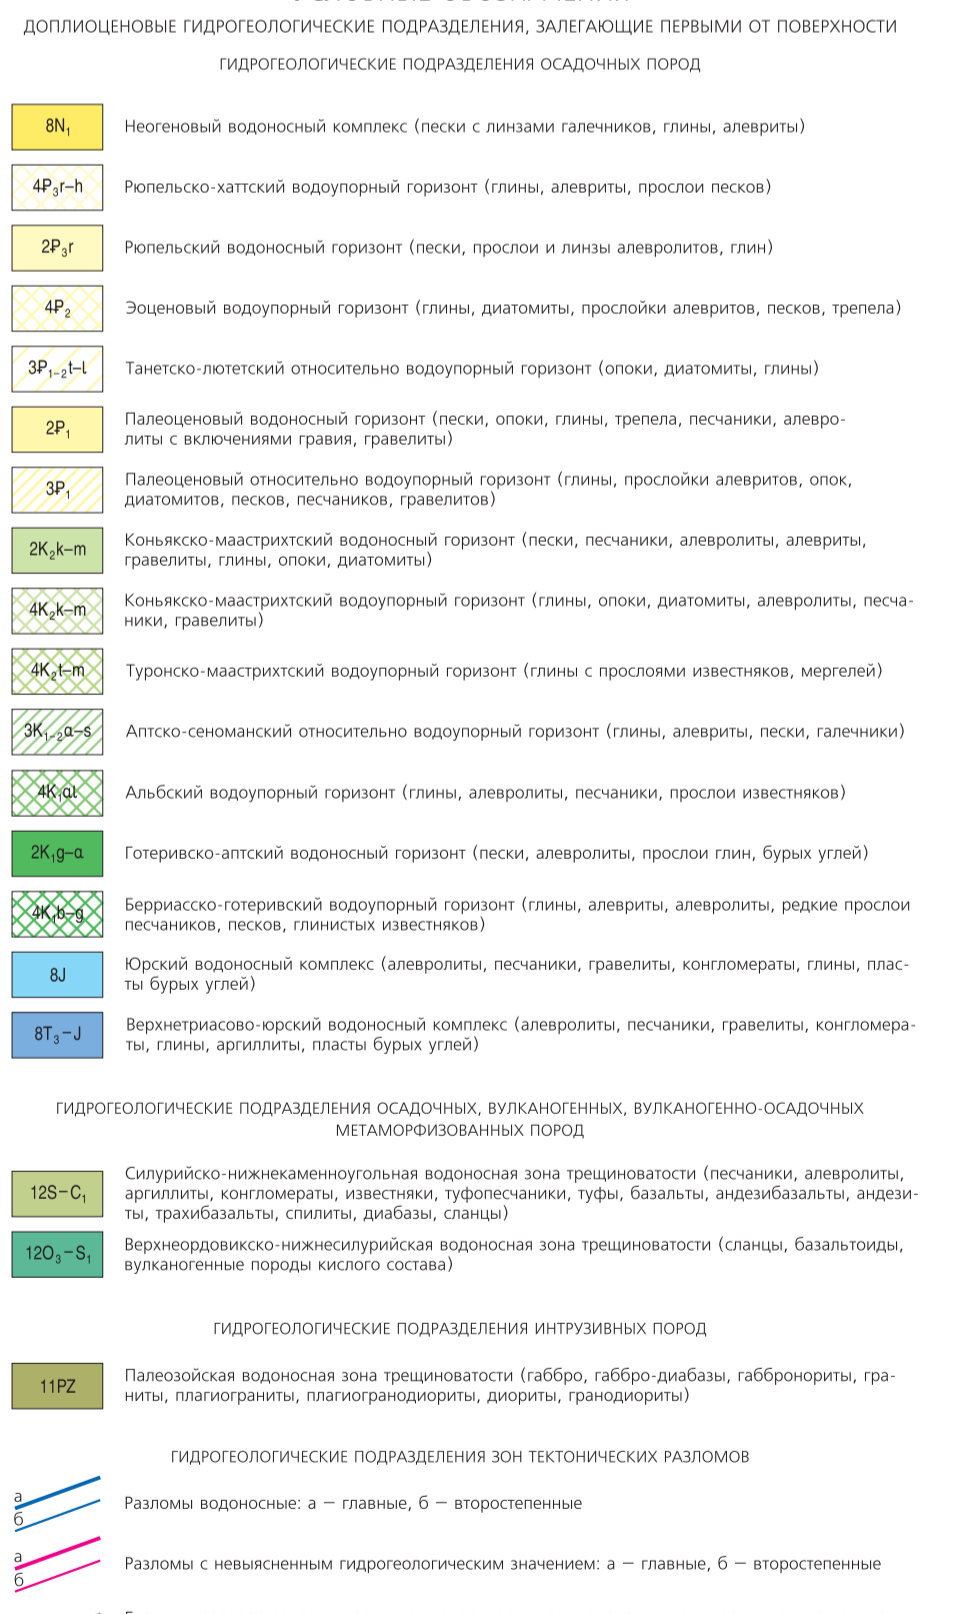 ДОПЛИОЦЕНОВЫЕ ГИДРОГЕОЛОГИЧЕСКИЕ ПОДРАЗДЕЛЕНИЯ, ЗАЛЕГАЮЩИЕ ПЕРВЫМИ ОТ ПОВЕРХНОСТИ
ГИДРОГЕОЛОГИЧЕСКИЕ ПОДРАЗДЕЛЕНИЯ ОСАДОЧНЫХ ПОРОД
8N₁ Неогеновый водоносный комплекс (пески с линзами галечников, глины, алевриты)
4₽₃r–h Рюпельско-хаттский водоупорный горизонт (глины, алевриты, прослои песков)
2₽₃r Рюпельский водоносный горизонт (пески, прослои и линзы алевролитов, глин)
4₽₂ Эоценовый водоупорный горизонт (глины, диатомиты, прослойки алевритов, песков, трепела)
3₽₁₋₂t–l Танетско-лютетский относительно водоупорный горизонт (опоки, диатомиты, глины)
2₽₁ Палеоценовый водоносный горизонт (пески, опоки, глины, трепела, песчаники, алевро-
литы с включениями гравия, гравелиты)
3₽₁ Палеоценовый относительно водоупорный горизонт (глины, прослойки алевритов, опок,
диатомитов, песков, песчаников, гравелитов)
2K₂k–m Коньякско-маастрихтский водоносный горизонт (пески, песчаники, алевролиты, алевриты,
гравелиты, глины, опоки, диатомиты)
4K₂k–m Коньякско-маастрихтский водоупорный горизонт (глины, опоки, диатомиты, алевролиты, песча-
ники, гравелиты)
4K₂t–m Туронско-маастрихтский водоупорный горизонт (глины с прослоями известняков, мергелей)
3K₁₋₂a–s Аптско-сеноманский относительно водоупорный горизонт (глины, алевриты, пески, галечники)
4K₁al Альбский водоупорный горизонт (глины, алевролиты, песчаники, прослои известняков)
2K₁g–a Готеривско-аптский водоносный горизонт (пески, алевролиты, прослои глин, бурых углей)
4K₁b–g Берриасско-готеривский водоупорный горизонт (глины, алевриты, алевролиты, редкие прослои
песчаников, песков, глинистых известняков)
8J Юрский водоносный комплекс (алевролиты, песчаники, гравелиты, конгломераты, глины, плас-
ты бурых углей)
8T₃–J Верхнетриасово-юрский водоносный комплекс (алевролиты, песчаники, гравелиты, конгломера-
ты, глины, аргиллиты, пласты бурых углей)
ГИДРОГЕОЛОГИЧЕСКИЕ ПОДРАЗДЕЛЕНИЯ ОСАДОЧНЫХ, ВУЛКАНОГЕННЫХ, ВУЛКАНОГЕННО-ОСАДОЧНЫХ
МЕТАМОРФИЗОВАННЫХ ПОРОД
12S–C₁ Силурийско-нижнекаменноугольная водоносная зона трещиноватости (песчаники, алевролиты,
аргиллиты, конгломераты, известняки, туфопесчаники, туфы, базальты, андезибазальты, андези-
ты, трахибазальты, спилиты, диабазы, сланцы)
12O₃–S₁ Верхнеордовикско-нижнесилурийская водоносная зона трещиноватости (сланцы, базальтоиды,
вулканогенные породы кислого состава)
ГИДРОГЕОЛОГИЧЕСКИЕ ПОДРАЗДЕЛЕНИЯ ИНТРУЗИВНЫХ ПОРОД
11PZ Палеозойская водоносная зона трещиноватости (габбро, габбро-диабазы, габбронориты, гра-
ниты, плагиограниты, плагиогранодиориты, диориты, гранодиориты)
ГИДРОГЕОЛОГИЧЕСКИЕ ПОДРАЗДЕЛЕНИЯ ЗОН ТЕКТОНИЧЕСКИХ РАЗЛОМОВ
а
б
Разломы водоносные: а – главные, б – второстепенные
а
б
Разломы с невыясненным гидрогеологическим значением: а – главные, б – второстепенные